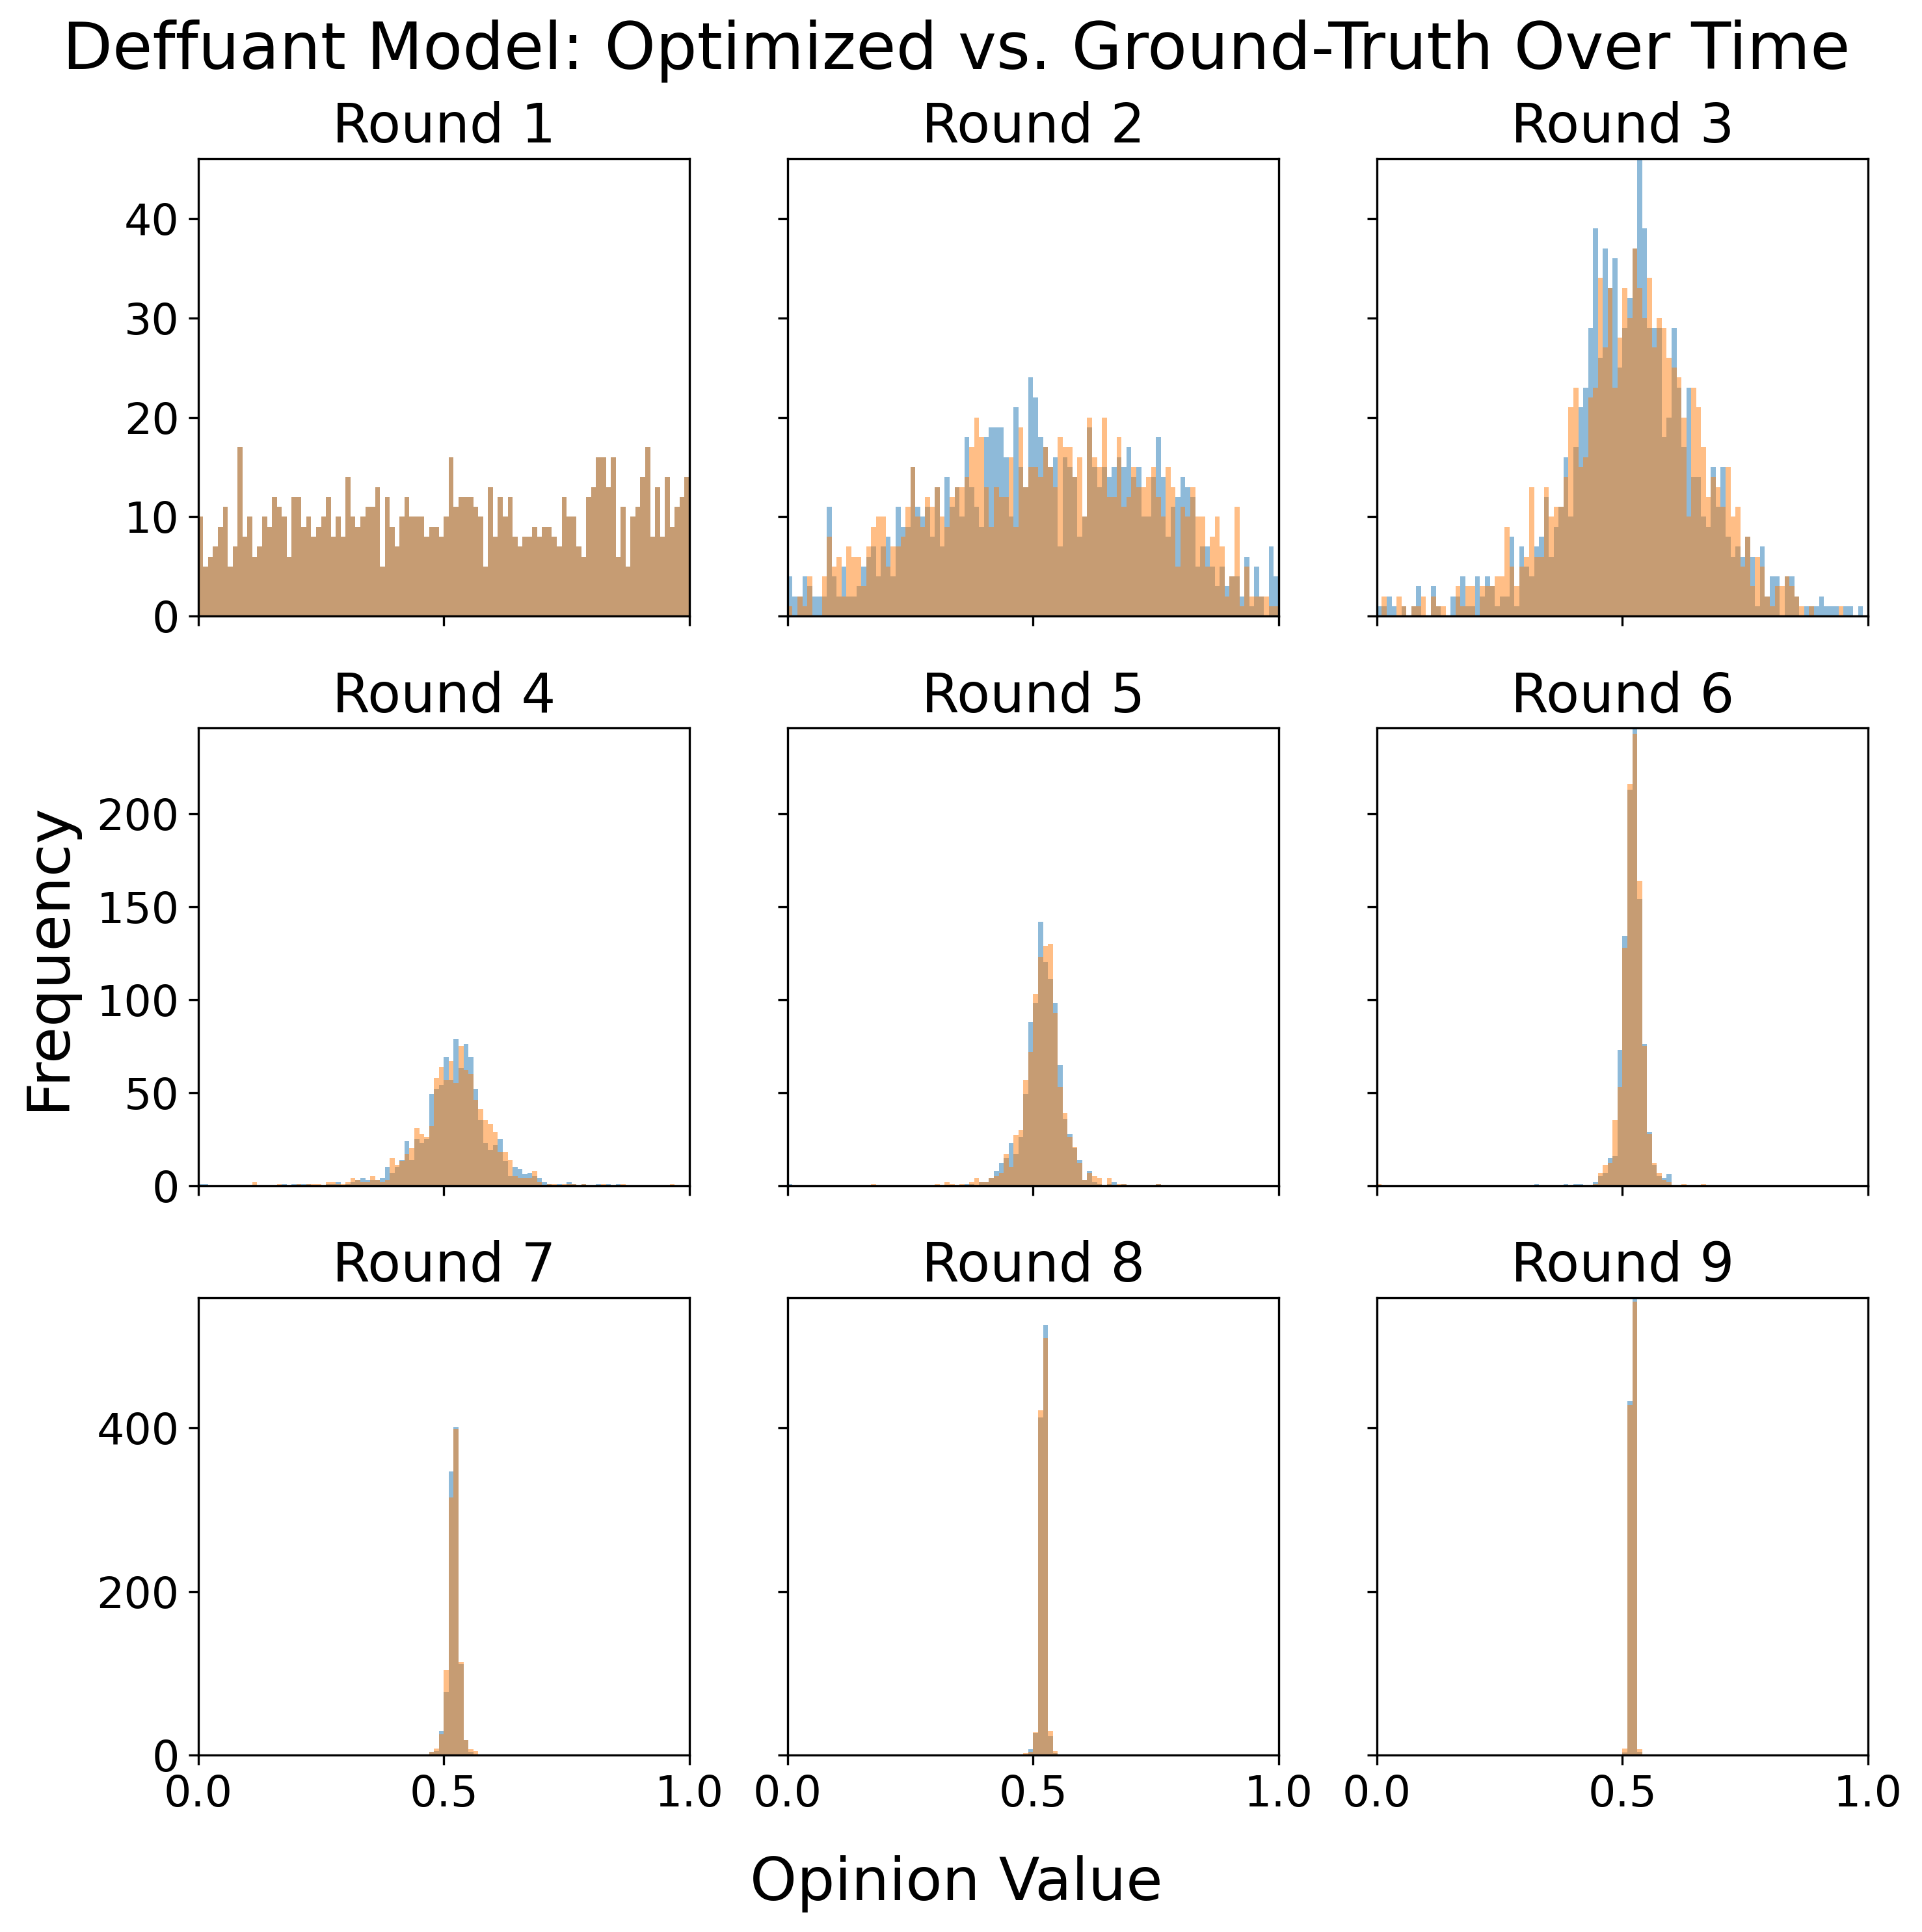 Deffuant Model: Optimized vs. Ground-Truth Over Time
Round 1
Round 2
Round 3
40
30
20
10
0
Round 4
Round 5
Round 6
Frequency
200
150
100
50
0
Round 7
Round 8
Round 9
400
200
0
0.0 0.5 1.0 0.0 0.5 1.0 0.0 0.5 1.0
Opinion Value